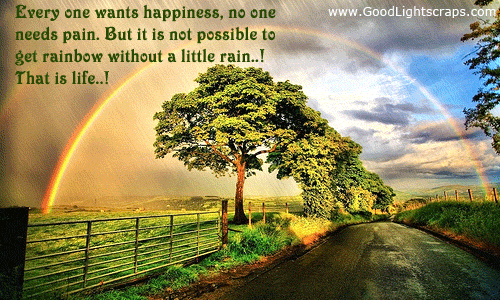 Every one wants happiness, no one
needs pain. But it is not possible to
get rainbow without a little rain..!
That is life..!
www.GoodLightscraps.com